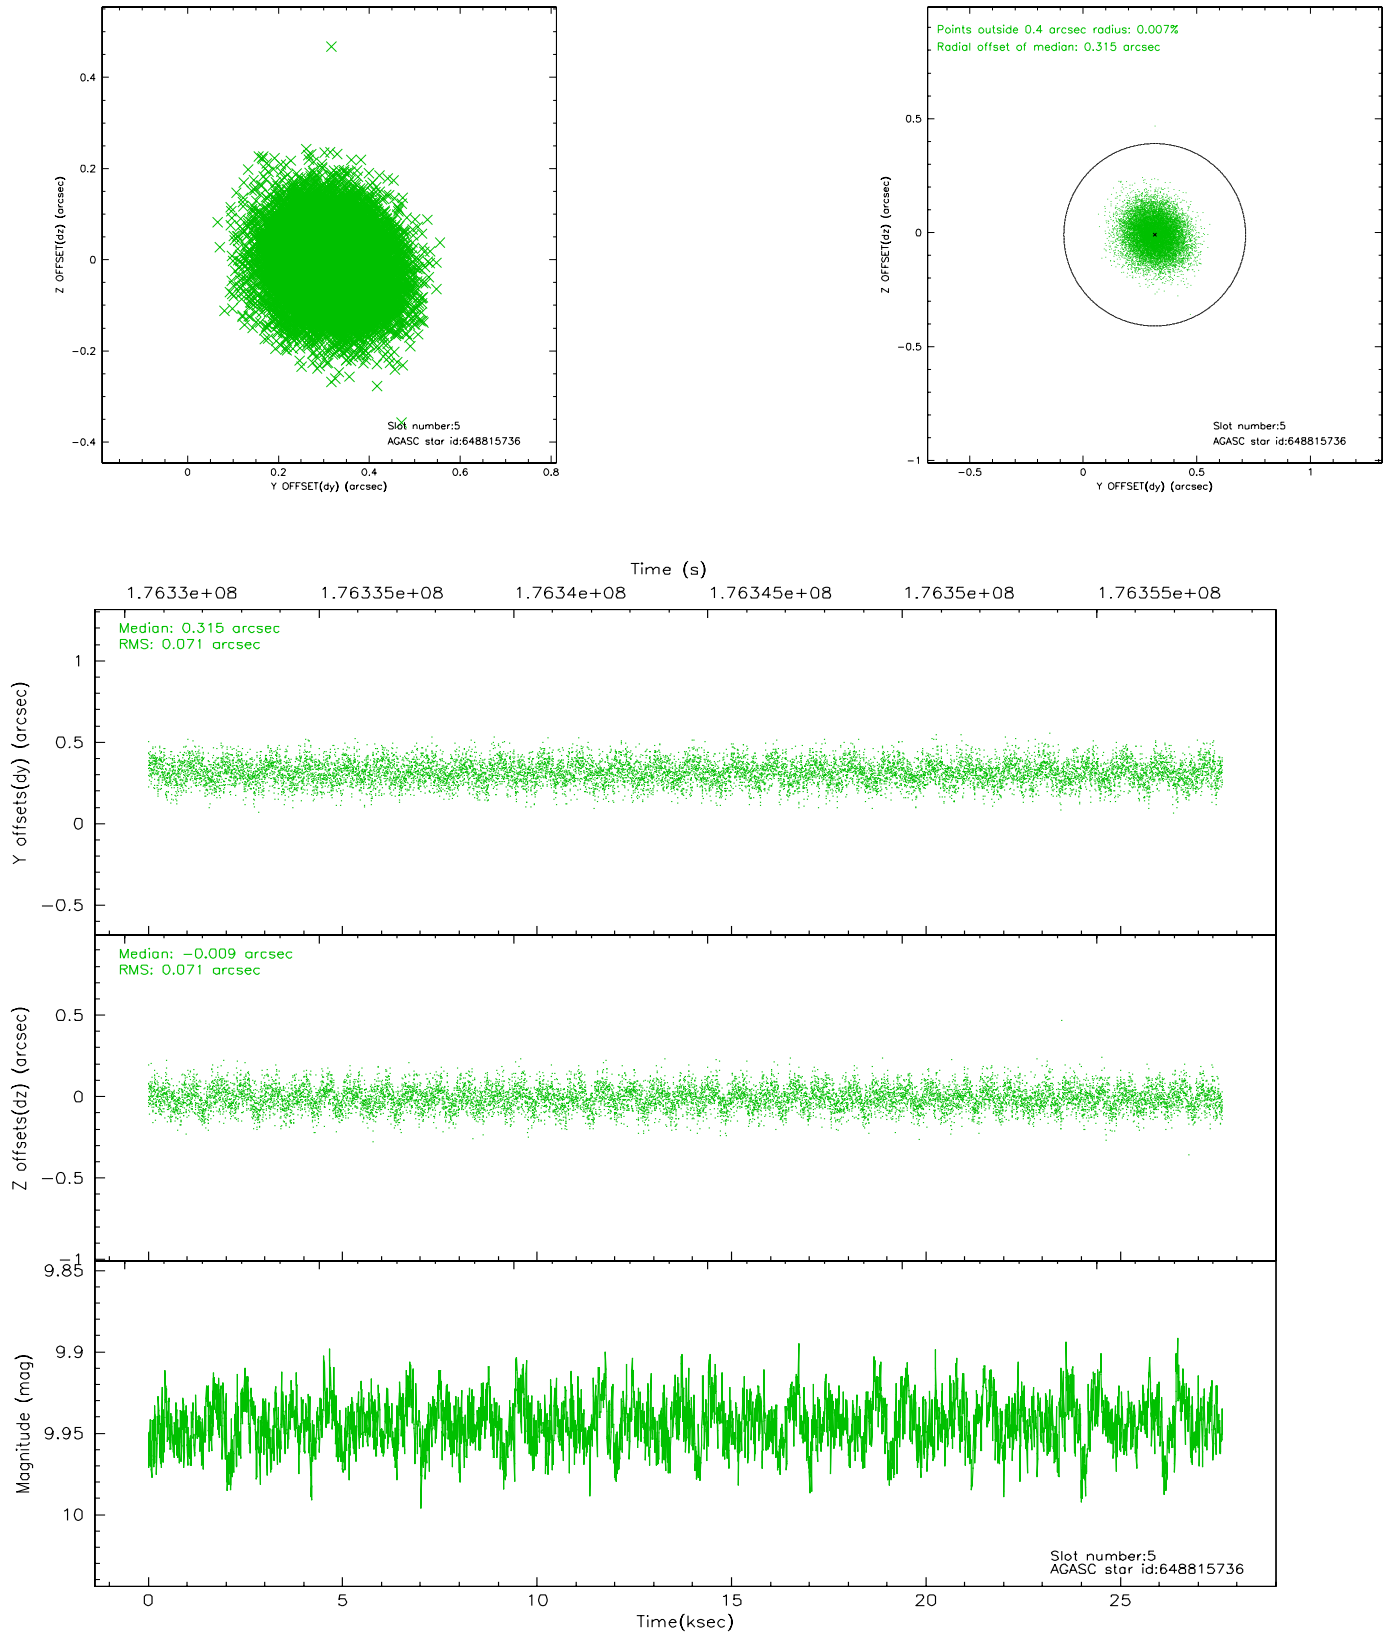 0.4
0.2
0
−0.2
−0.4
Z OFFSET(dz) (arcsec)
Slot number:5
AGASC star id:648815736
0 0.2 0.4 0.6 0.8
Y OFFSET(dy) (arcsec)
Points outside 0.4 arcsec radius: 0.007%
Radial offset of median: 0.315 arcsec
0.5
0
−0.5
−1
Z OFFSET(dz) (arcsec)
Slot number:5
AGASC star id:648815736
−0.5 0 0.5 1
Y OFFSET(dy) (arcsec)
Time (s)
1.7633e+08 1.76335e+08 1.7634e+08 1.76345e+08 1.7635e+08 1.76355e+08
Median: 0.315 arcsec
RMS: 0.071 arcsec
1
0.5
0
−0.5
Y offsets(dy) (arcsec)
Median: −0.009 arcsec
RMS: 0.071 arcsec
0.5
0
−0.5
−1
Z offsets(dz) (arcsec)
9.85
9.9
9.95
10
Magnitude (mag)
Slot number:5
AGASC star id:648815736
0 5 10 15 20 25
Time(ksec)